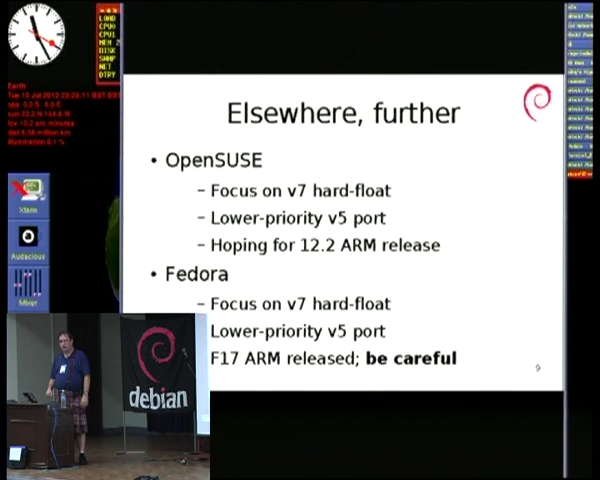 LOAD
CPU0
CPU1
MEM
DISK
SWAP
NET
BTRY
Earth
Elsewhere, further
• OpenSUSE
– Focus on v7 hard-float
– Lower-priority v5 port
– Hoping for 12.2 ARM release
• Fedora
– Focus on v7 hard-float
Lower-priority v5 port
F17 ARM released; be careful
9
Xterm
Audacious
Mixer
debian